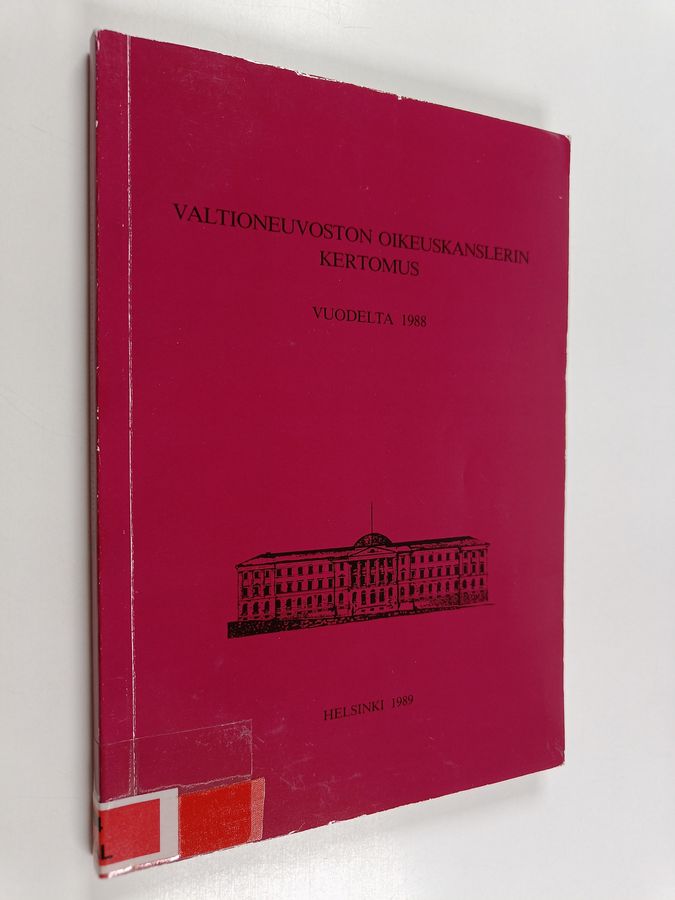 VALTIONEUVOSTON OIKEUSKANSLERIN
KERTOMUS
VUODELTA 1988
HELSINKI 1989
L